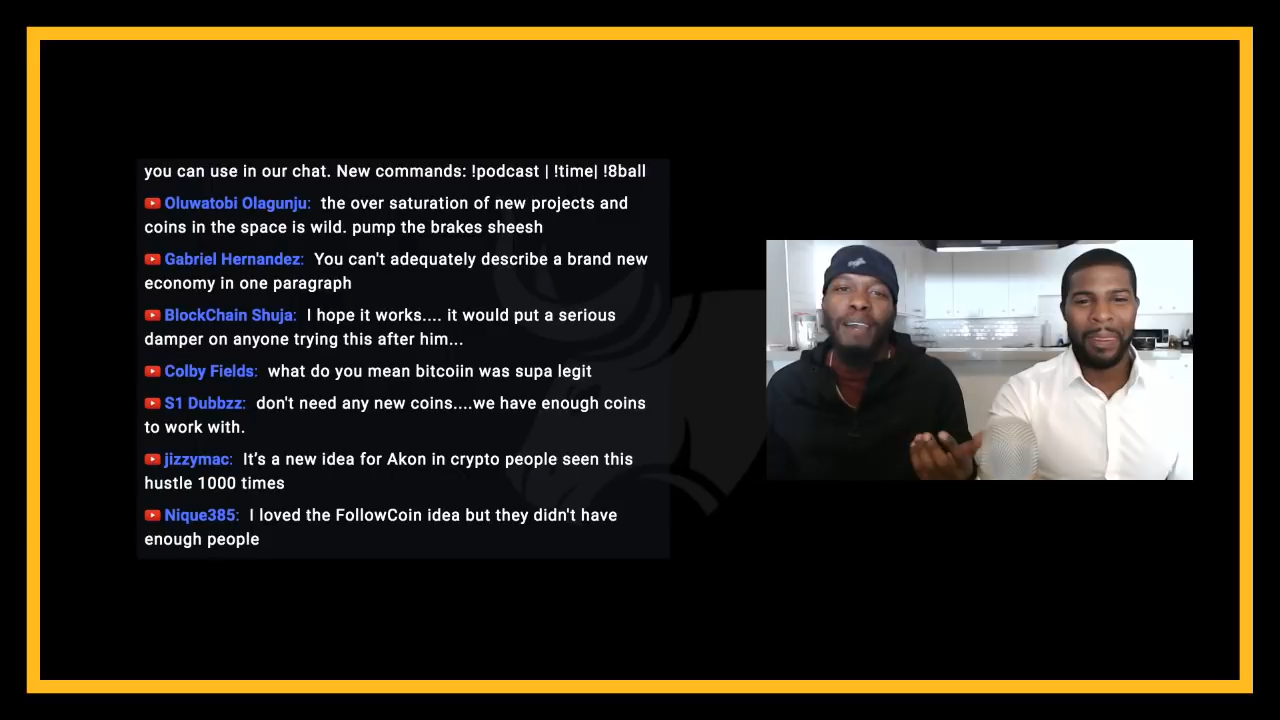 you can use in our chat. New commands: !podcast | !time| !8ball
Oluwatobi Olagunju: the over saturation of new projects and
coins in the space is wild. pump the brakes sheesh
Gabriel Hernandez: You can't adequately describe a brand new
economy in one paragraph
BlockChain Shuja: I hope it works.... it would put a serious
damper on anyone trying this after him...
Colby Fields: what do you mean bitcoiin was supa legit
S1 Dubbzz: don't need any new coins....we have enough coins
to work with.
jizzymac: It’s a new idea for Akon in crypto people seen this
hustle 1000 times
Nique385: I loved the FollowCoin idea but they didn't have
enough people